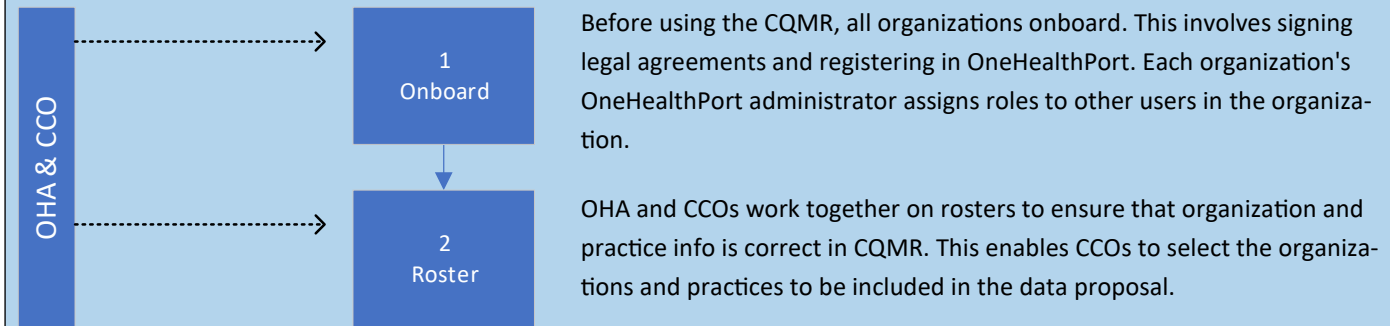 OHA & CCO
1
Onboard
Before using the CQMR, all organizations onboard. This involves signing
legal agreements and registering in OneHealthPort. Each organization's
OneHealthPort administrator assigns roles to other users in the organiza-
tion.
2
Roster
OHA and CCOs work together on rosters to ensure that organization and
practice info is correct in CQMR. This enables CCOs to select the organiza-
tions and practices to be included in the data proposal.